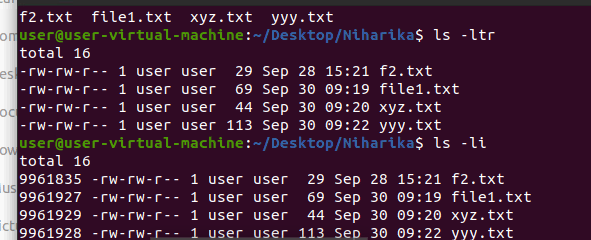 f2.txt  file1.txt  xyz.txt  yyy.txt
user@user-virtual-machine:~/Desktop/Niharika$ ls -ltr
total 16
-rw-rw-r-- 1 user user  29 Sep 28 15:21 f2.txt
-rw-rw-r-- 1 user user  69 Sep 30 09:19 file1.txt
-rw-rw-r-- 1 user user  44 Sep 30 09:20 xyz.txt
-rw-rw-r-- 1 user user 113 Sep 30 09:22 yyy.txt
user@user-virtual-machine:~/Desktop/Niharika$ ls -li
total 16
9961835 -rw-rw-r-- 1 user user  29 Sep 28 15:21 f2.txt
9961927 -rw-rw-r-- 1 user user  69 Sep 30 09:19 file1.txt
9961929 -rw-rw-r-- 1 user user  44 Sep 30 09:20 xyz.txt
9961928 -rw-rw-r-- 1 user user 113 Sep 30 09:22 yyy.txt